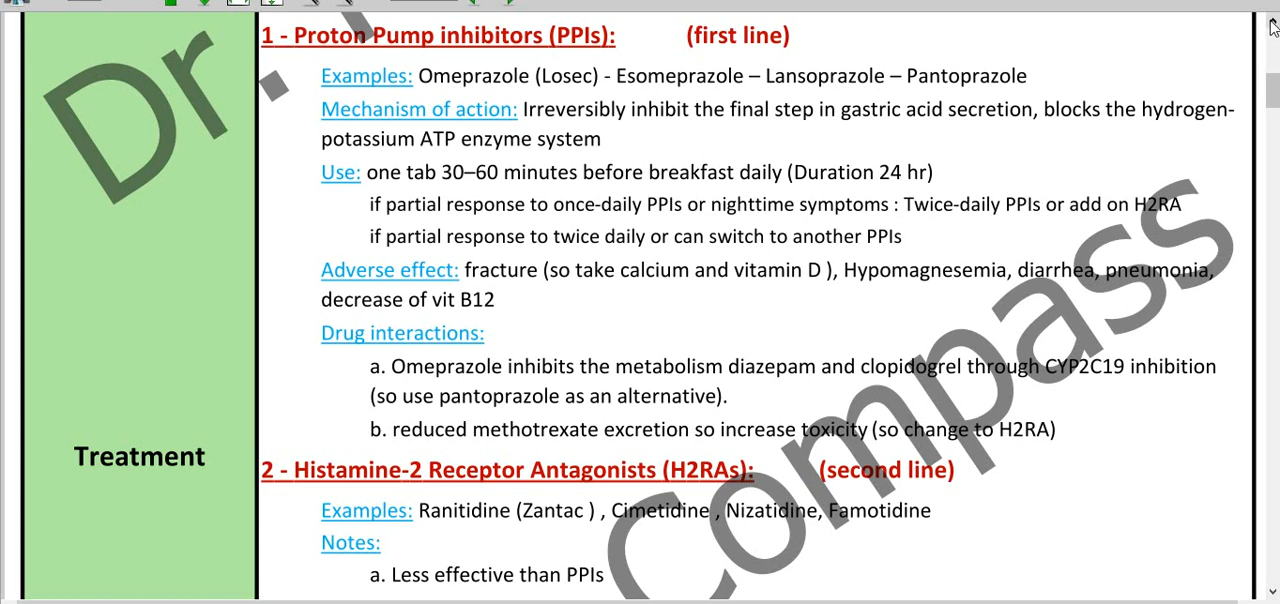 1 - Proton Pump inhibitors (PPIs): (first line)
Examples: Omeprazole (Losec) - Esomeprazole – Lansoprazole – Pantoprazole
Mechanism of action: Irreversibly inhibit the final step in gastric acid secretion, blocks the hydrogen-
potassium ATP enzyme system
Use: one tab 30–60 minutes before breakfast daily (Duration 24 hr)
if partial response to once-daily PPIs or nighttime symptoms : Twice-daily PPIs or add on H2RA
if partial response to twice daily or can switch to another PPIs
Adverse effect: fracture (so take calcium and vitamin D ), Hypomagnesemia, diarrhea, pneumonia,
decrease of vit B12
Drug interactions:
a. Omeprazole inhibits the metabolism diazepam and clopidogrel through CYP2C19 inhibition
(so use pantoprazole as an alternative).
b. reduced methotrexate excretion so increase toxicity (so change to H2RA)
Treatment
2 - Histamine-2 Receptor Antagonists (H2RAs): (second line)
Examples: Ranitidine (Zantac ) , Cimetidine , Nizatidine, Famotidine
Notes:
a. Less effective than PPIs
Dr.
Compass